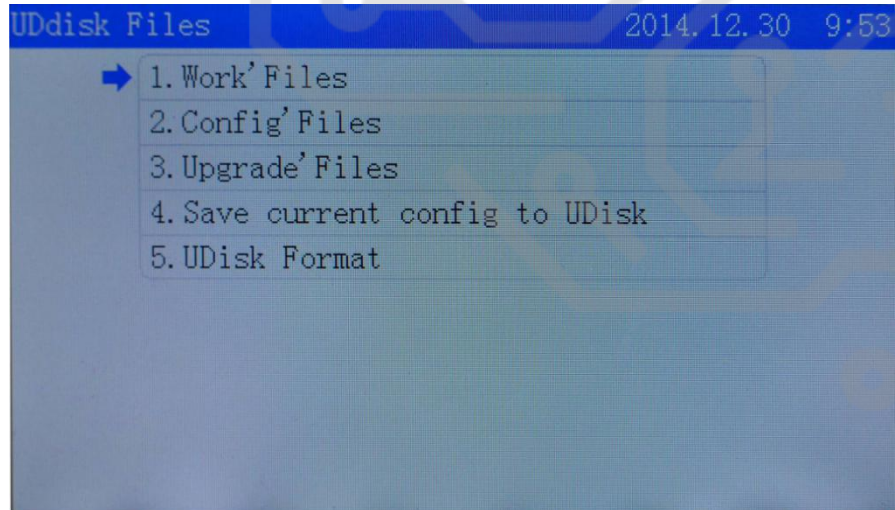 UDdisk Files 2014.12.30 9:53
1.Work'Files
2.Config'Files
3.Upgrade'Files
4.Save current config to UDisk
5.UDisk Format